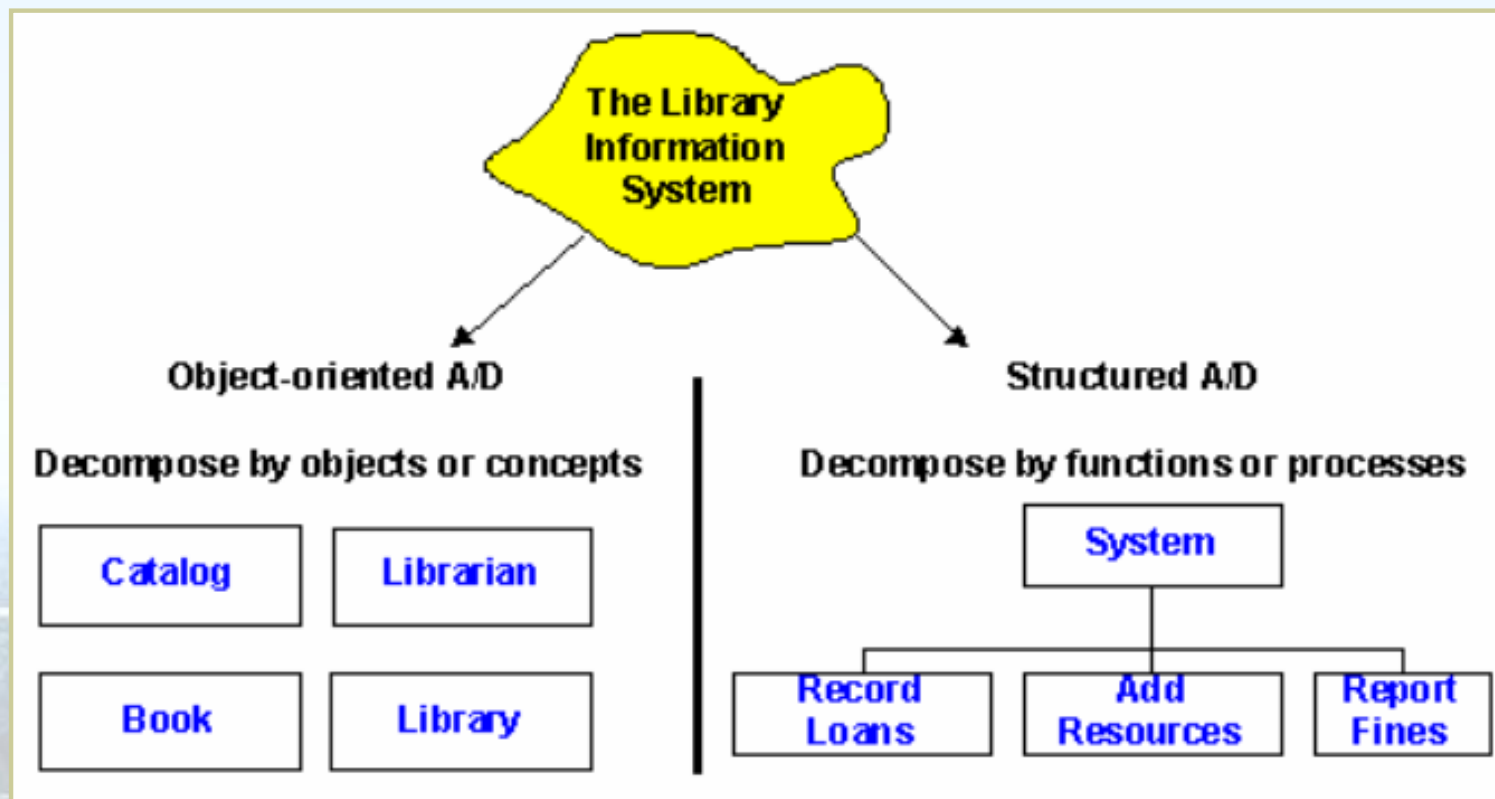 The Library
Information
System
Object-oriented A/D
Structured A/D
Decompose by objects or concepts
Decompose by functions or processes
Catalog
Librarian
Book
Library
System
Record
Loans
Add
Resources
Report
Fines